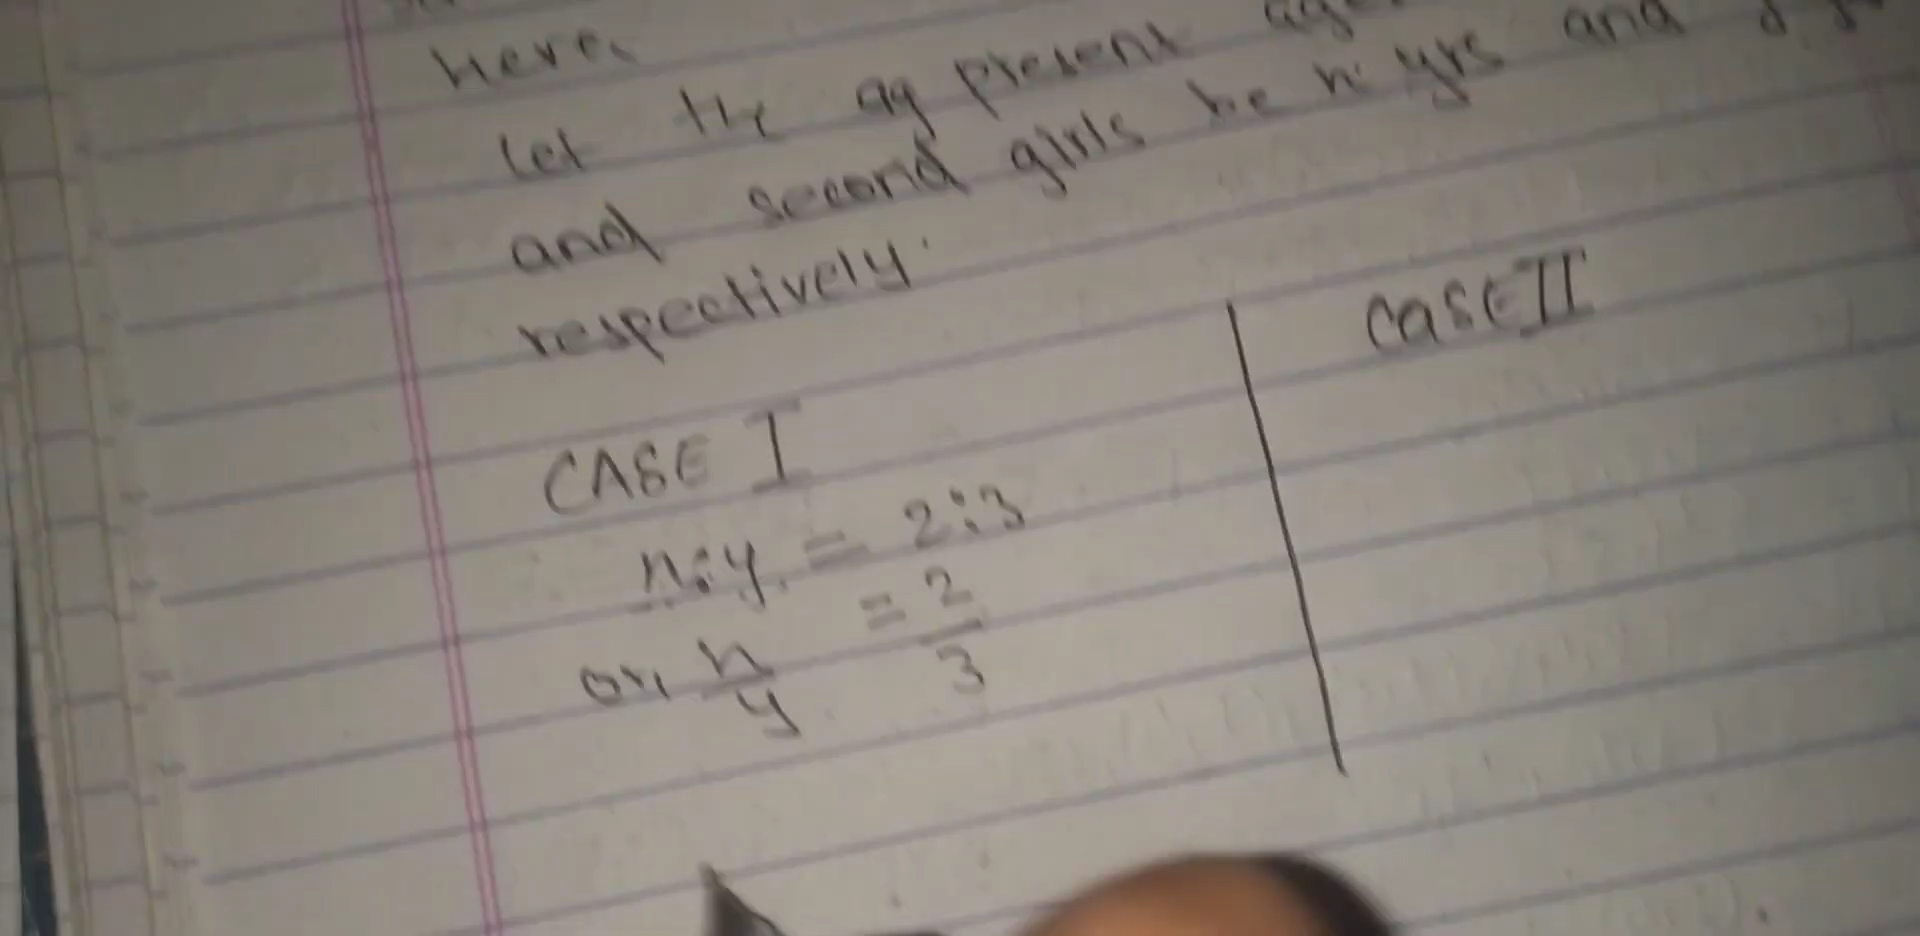 Here,
Let the ag present age
and second girls be x yrs and y
respectively.
CASE I
x:y = 2:3
or, x/y = 2/3
CASE II